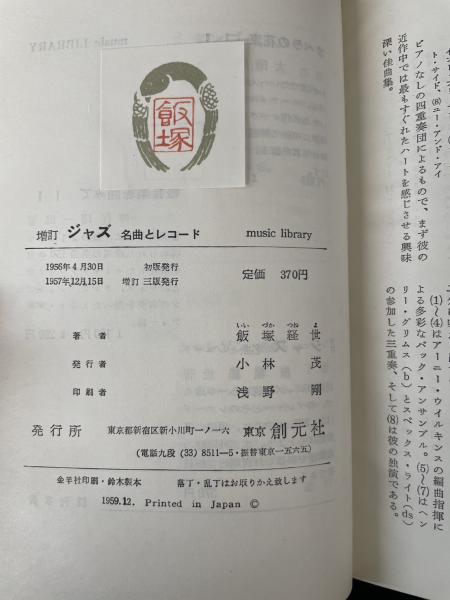 飯塚
増訂 ジャズ 名曲とレコード music library
1956年4月30日 初版発行
1957年12月15日 増訂 三版発行
定価 370円
著者 飯塚経世
いいづかつねよ
発行者 小林茂
印刷者 浅野剛
発行所 東京都新宿区新小川町一ノ一六 東京 創元社
(電話九段 (33) 8511—5・振替東京一五六五)
金羊社印刷・鈴木製本 落丁・乱丁はお取りかえ致します
1959.12. Printed in Japan ©
ト・サイド、(8)ユー・アンド・アイ
ピアノなしの四重奏団によるもので、まず彼の
近作中では最もすぐれたハートを感じさせる興味
深い佳曲集。
(1)〜(4)はアーニー・ウイルキンスの編曲指揮に
よる多彩なバック・アンサンブル。(5)〜(7)はヘン
リー・グリムス(b)とスペックス・ライト(ds)
の参加した三重奏、そして(8)は彼の独演である。